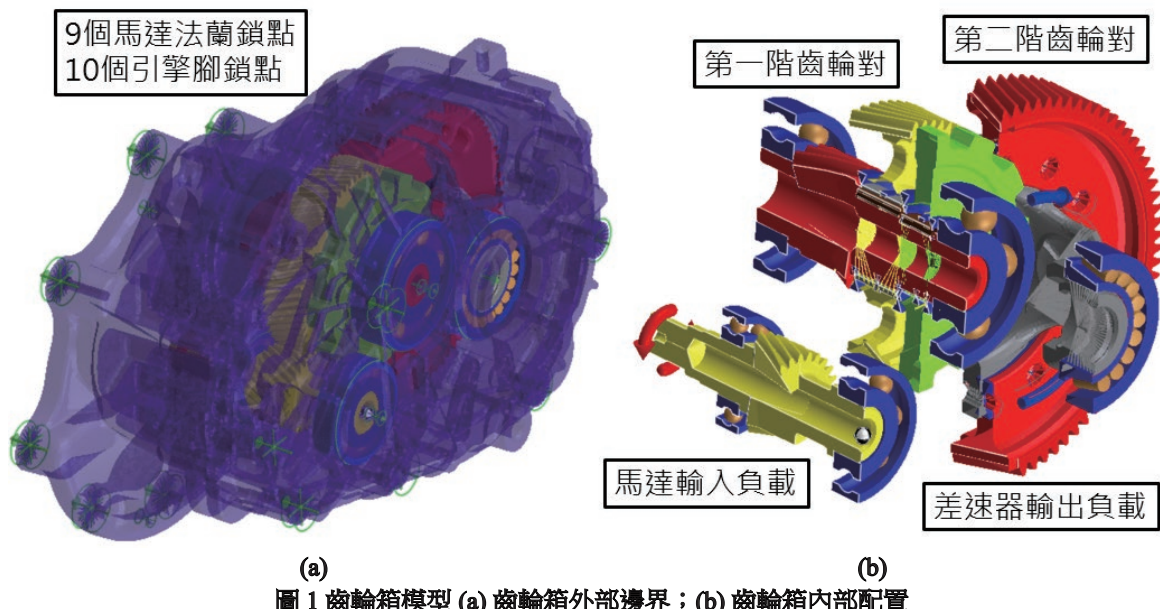 9個馬達法蘭鎖點
10個引擎腳鎖點
第一階齒輪對
第二階齒輪對
馬達輸入負載
差速器輸出負載
(a)
(b)
圖 1 齒輪箱模型 (a) 齒輪箱外部邊界；(b) 齒輪箱內部配置